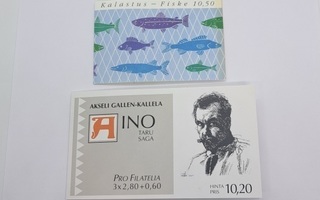 Kalastus - Fiske 10,50
AKSELI GALLEN-KALLELA
AINO
TARU
SAGA
PRO FILATELIA
3x2,80+0,60
HINTA
PRIS 10,20